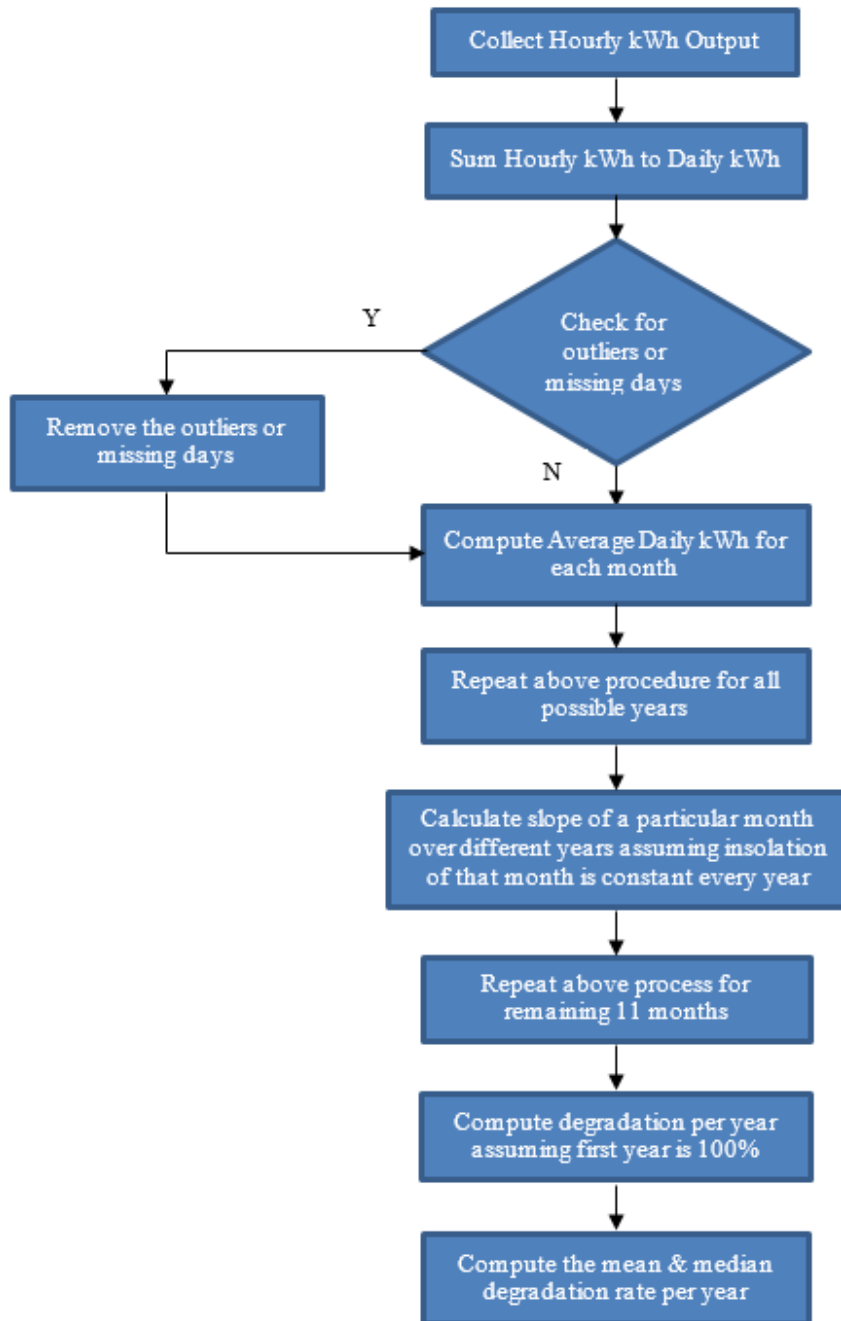 Collect Hourly kWh Output
Sum Hourly kWh to Daily kWh
Y
Check for
outliers or
missing days
Remove the outliers or
missing days
N
Compute Average Daily kWh for
each month
Repeat above procedure for all
possible years
Calculate slope of a particular month
over different years assuming insolation
of that month is constant every year
Repeat above process for
remaining 11 months
Compute degradation per year
assuming first year is 100%
Compute the mean & median
degradation rate per year